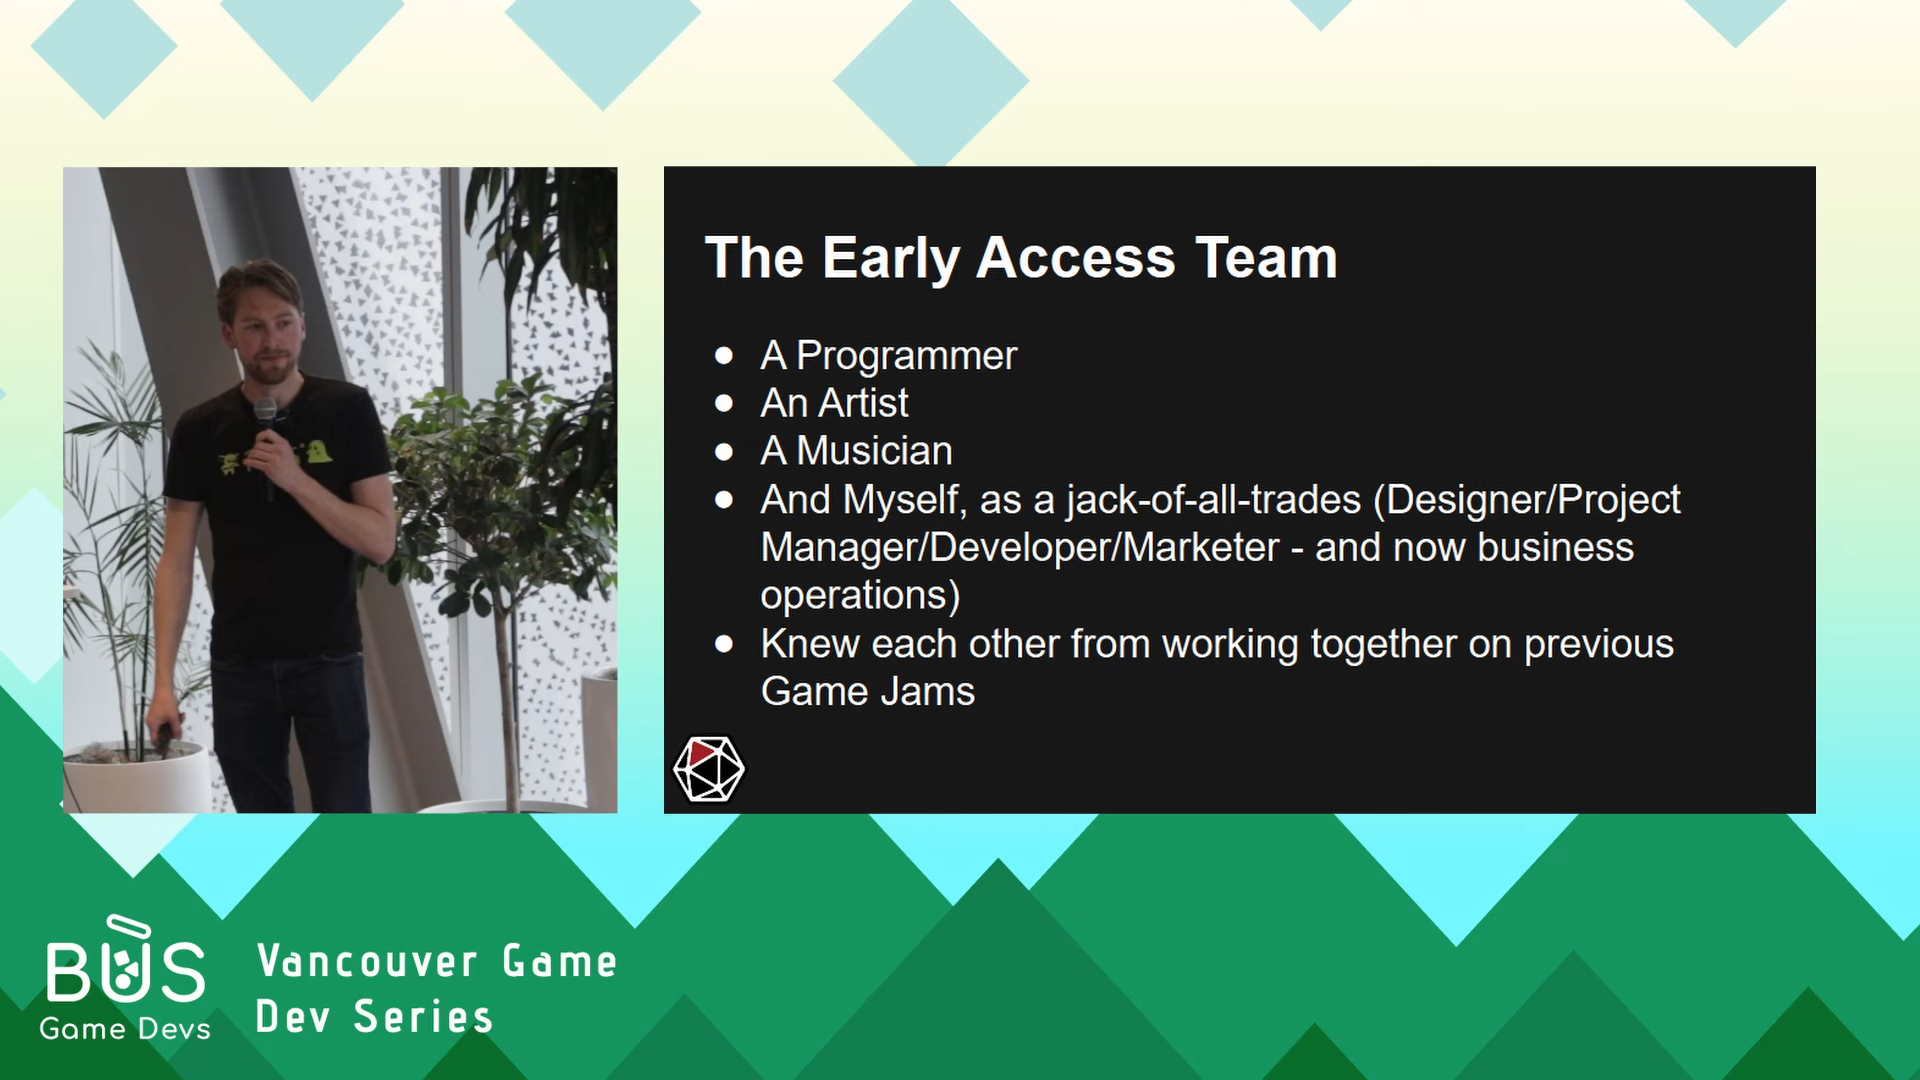 The Early Access Team
● A Programmer
● An Artist
● A Musician
● And Myself, as a jack-of-all-trades (Designer/Project
Manager/Developer/Marketer - and now business
operations)
● Knew each other from working together on previous
Game Jams
BUS
Game Devs
Vancouver Game
Dev Series